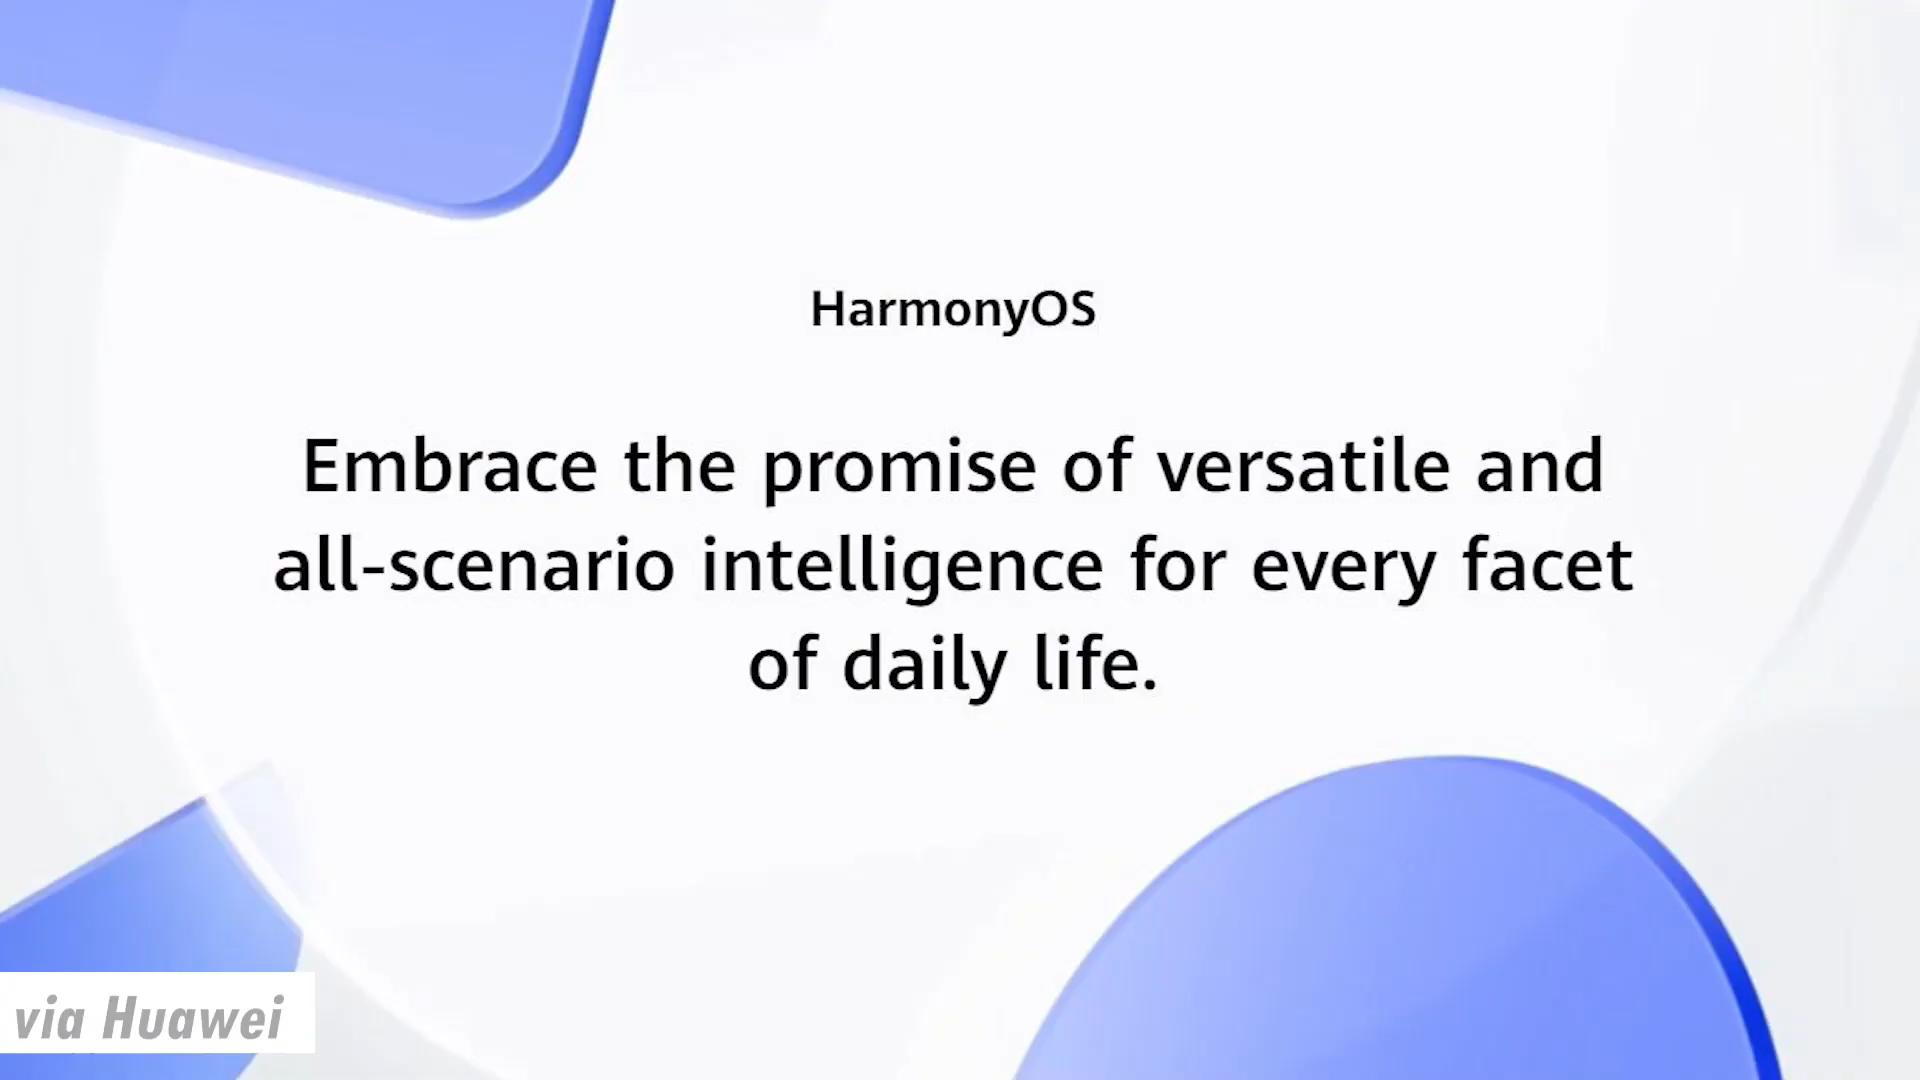 HarmonyOS
Embrace the promise of versatile and
all-scenario intelligence for every facet
of daily life.
via Huawei